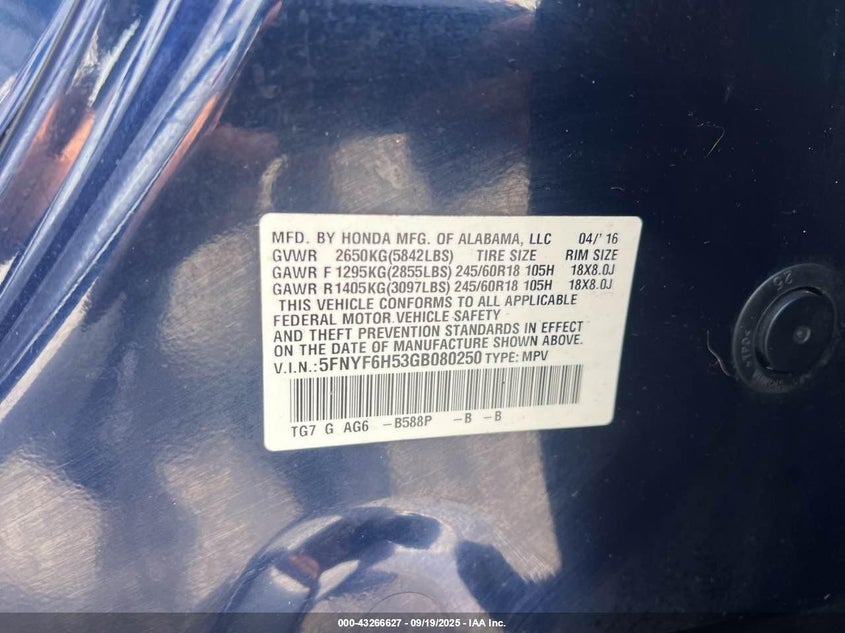 MFD. BY HONDA MFG. OF ALABAMA, LLC 04/'16
GVWR 2650KG(5842LBS) TIRE SIZE RIM SIZE
GAWR F 1295KG(2855LBS) 245/60R18 105H 18X8.0J
GAWR R 1405KG(3097LBS) 245/60R18 105H 18X8.0J
THIS VEHICLE CONFORMS TO ALL APPLICABLE
FEDERAL MOTOR VEHICLE SAFETY
AND THEFT PREVENTION STANDARDS IN EFFECT
ON THE DATE OF MANUFACTURE SHOWN ABOVE.
V.I.N.:5FNYF6H53GB080250 TYPE: MPV
TG7 G AG6 -B588P -B -B
25
000-43266627 - 09/19/2025 - IAA Inc.